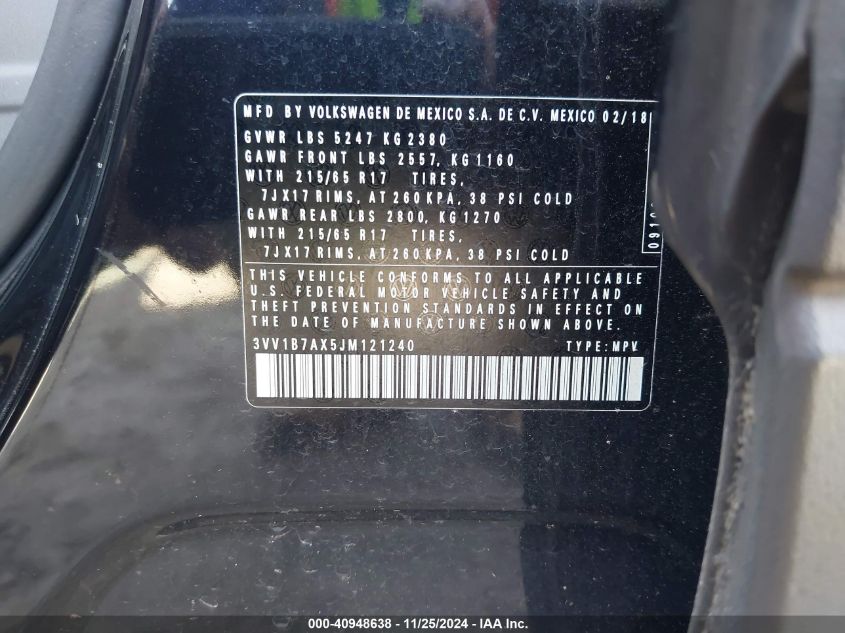 MFD BY VOLKSWAGEN DE MEXICO S.A. DE C.V. MEXICO 02/18
GVWR LBS 5247 KG 2380
GAWR FRONT LBS 2557, KG 1160
WITH 215/65 R17 TIRES,
7JX17 RIMS, AT 260 KPA, 38 PSI COLD
GAWR REAR LBS 2800, KG 1270
WITH 215/65 R17 TIRES,
7JX17 RIMS, AT 260 KPA, 38 PSI COLD
THIS VEHICLE CONFORMS TO ALL APPLICABLE
U.S. FEDERAL MOTOR VEHICLE SAFETY AND
THEFT PREVENTION STANDARDS IN EFFECT ON
THE DATE OF MANUFACTURE SHOWN ABOVE.
3VV1B7AX5JM121240 TYPE: MPV
000-40948638 - 11/25/2024 - IAA Inc.